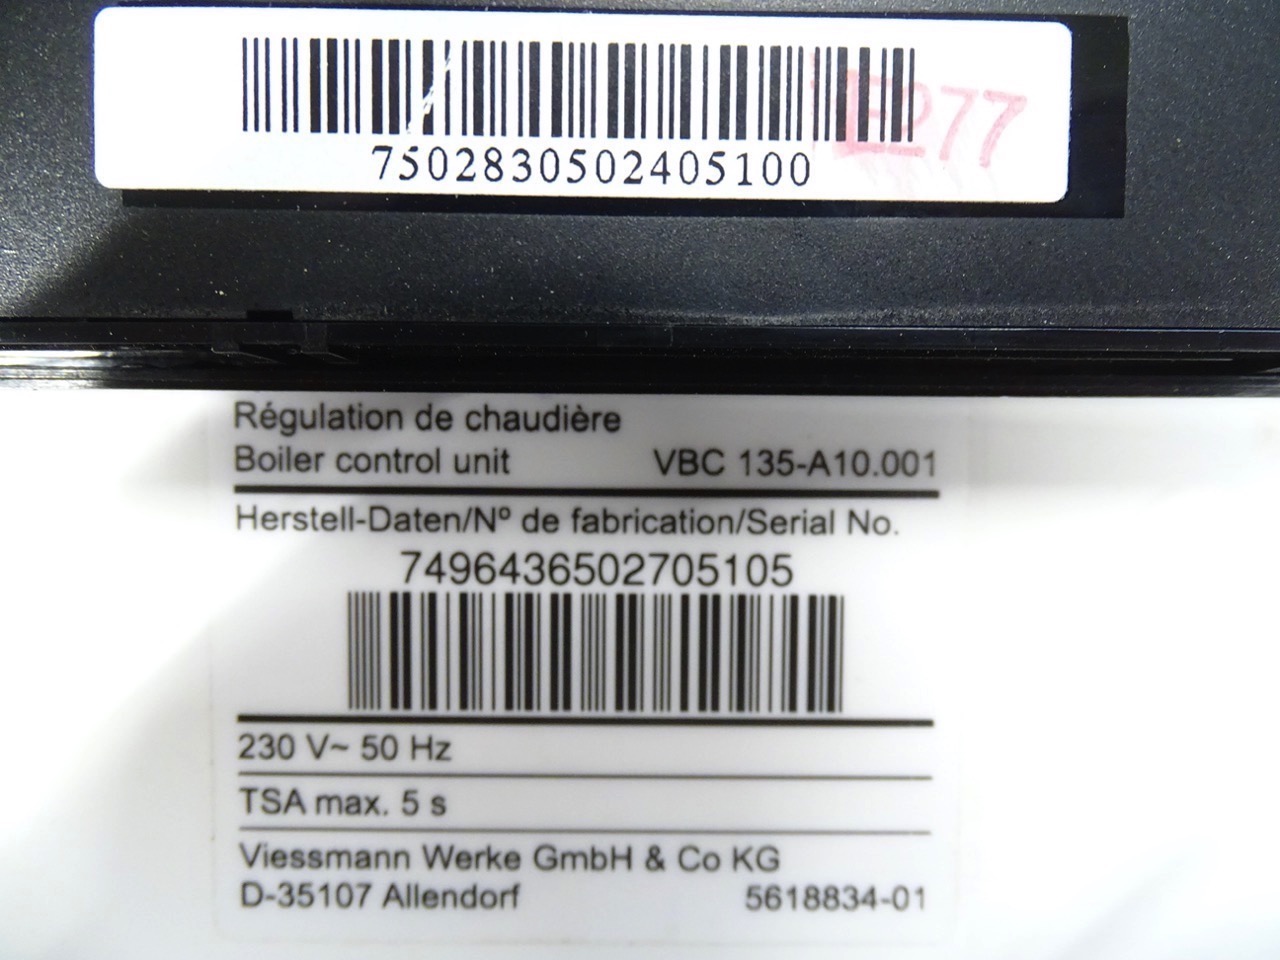 7502830502405100
277
Régulation de chaudière
Boiler control unit VBC 135-A10.001
Herstell-Daten/Nº de fabrication/Serial No.
7496436502705105
230 V~ 50 Hz
TSA max. 5 s
Viessmann Werke GmbH & Co KG
D-35107 Allendorf 5618834-01